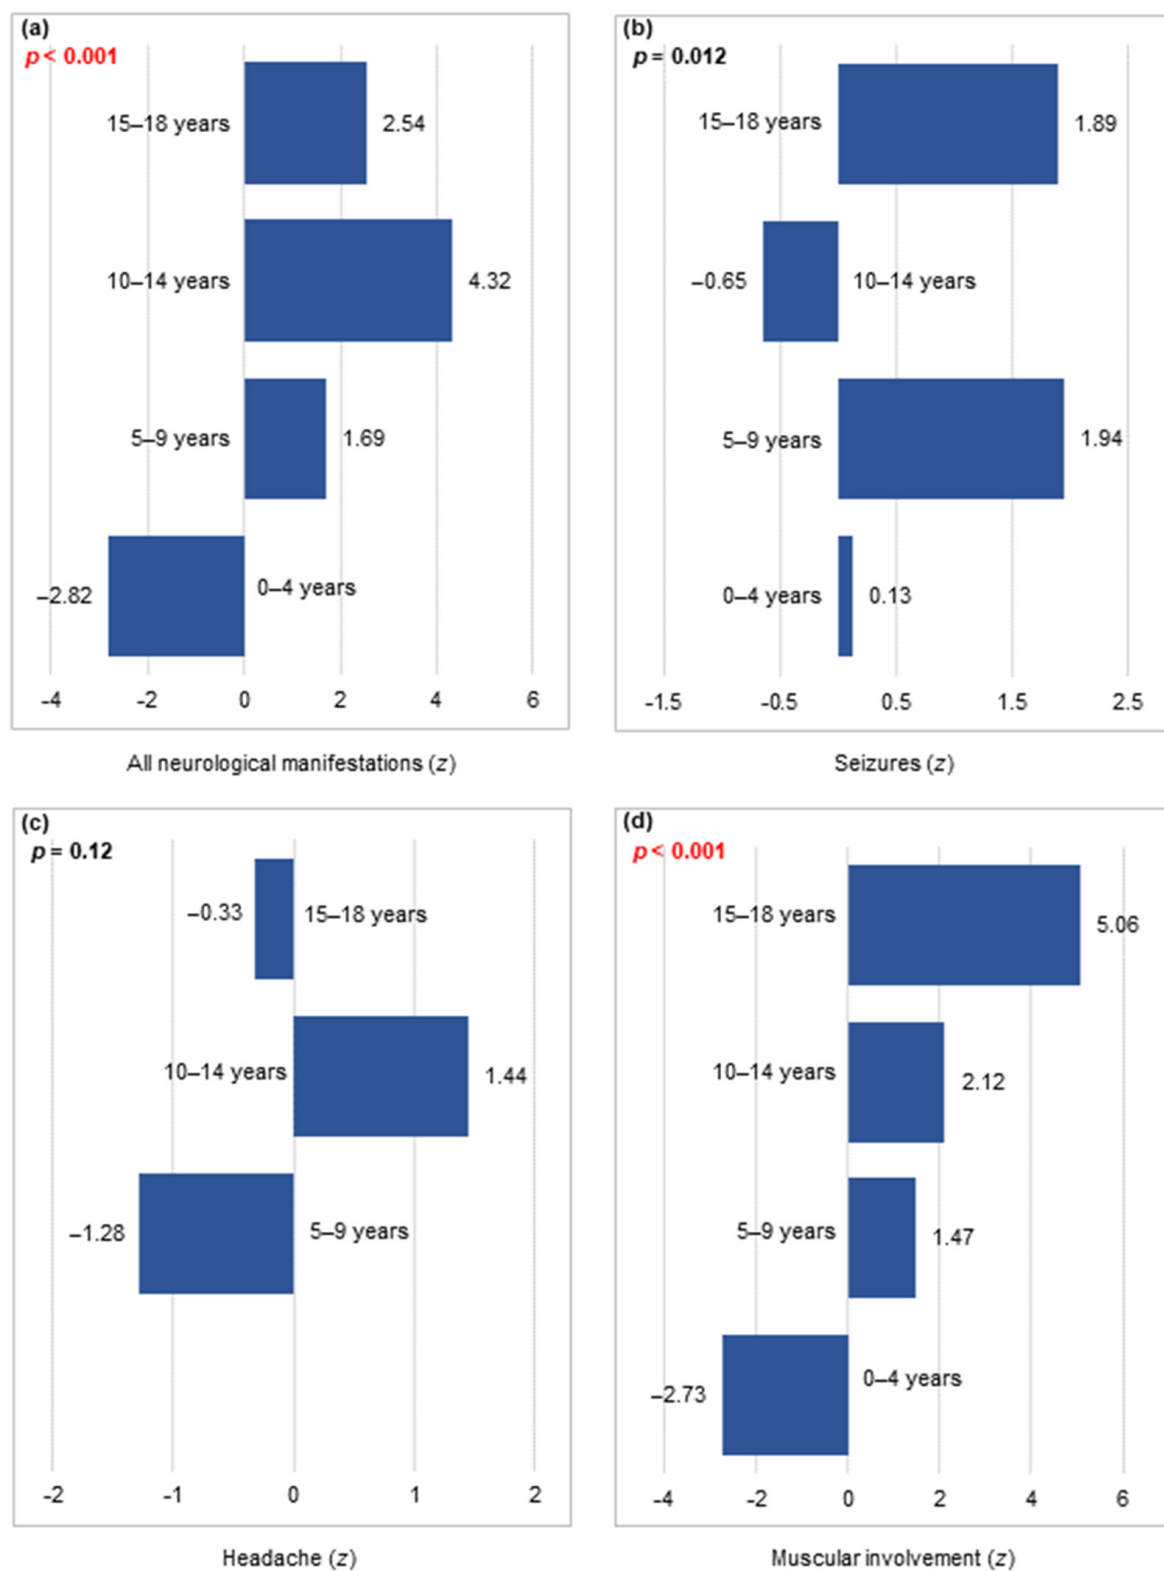 (a)
p < 0.001
15–18 years
2.54
10–14 years
4.32
5–9 years
1.69
−2.82
0–4 years
-4 -2 0 2 4 6
All neurological manifestations (z)
(b)
p = 0.012
15–18 years
1.89
−0.65
10–14 years
5–9 years
1.94
0–4 years
0.13
-1.5 -0.5 0.5 1.5 2.5
Seizures (z)
(c)
p = 0.12
−0.33
15–18 years
10–14 years
1.44
−1.28
5–9 years
-2 -1 0 1 2
Headache (z)
(d)
p < 0.001
15–18 years
5.06
10–14 years
2.12
5–9 years
1.47
−2.73
0–4 years
-4 -2 0 2 4 6
Muscular involvement (z)